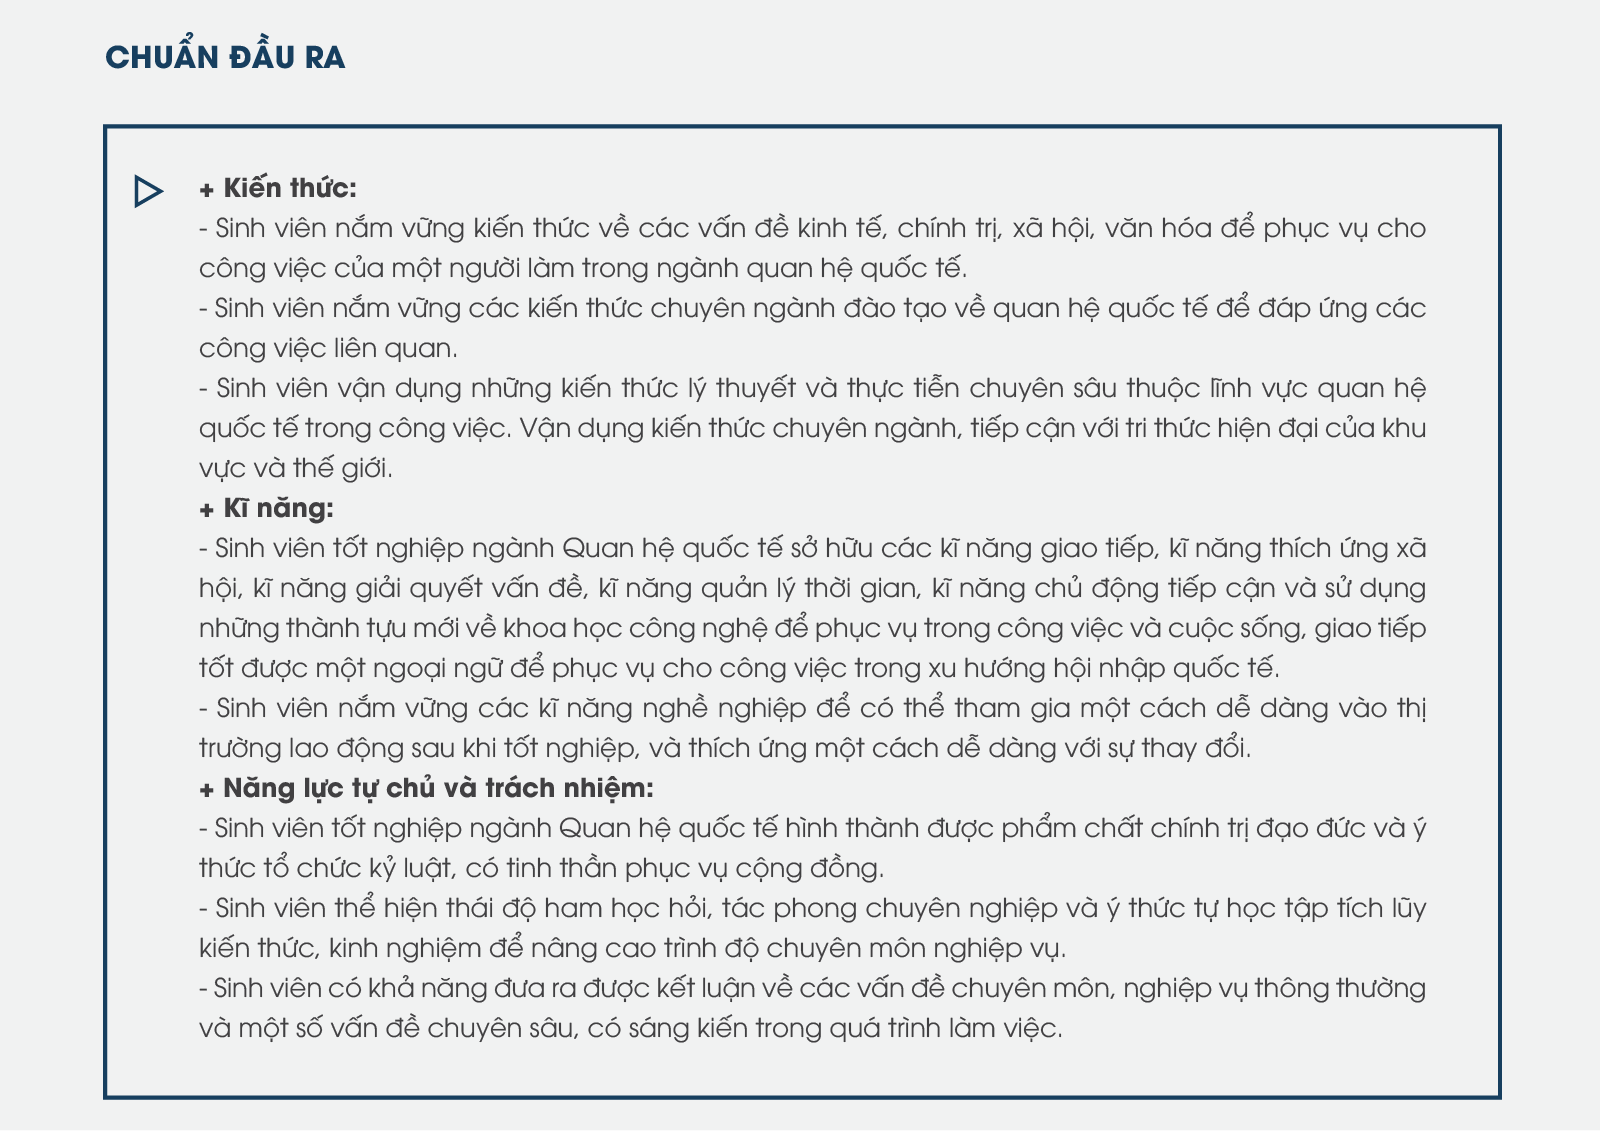 CHUẨN ĐẦU RA
+ Kiến thức:
- Sinh viên nắm vững kiến thức về các vấn đề kinh tế, chính trị, xã hội, văn hóa để phục vụ cho
công việc của một người làm trong ngành quan hệ quốc tế.
- Sinh viên nắm vững các kiến thức chuyên ngành đào tạo về quan hệ quốc tế để đáp ứng các
công việc liên quan.
- Sinh viên vận dụng những kiến thức lý thuyết và thực tiễn chuyên sâu thuộc lĩnh vực quan hệ
quốc tế trong công việc. Vận dụng kiến thức chuyên ngành, tiếp cận với tri thức hiện đại của khu
vực và thế giới.
+ Kĩ năng:
- Sinh viên tốt nghiệp ngành Quan hệ quốc tế sở hữu các kĩ năng giao tiếp, kĩ năng thích ứng xã
hội, kĩ năng giải quyết vấn đề, kĩ năng quản lý thời gian, kĩ năng chủ động tiếp cận và sử dụng
những thành tựu mới về khoa học công nghệ để phục vụ trong công việc và cuộc sống, giao tiếp
tốt được một ngoại ngữ để phục vụ cho công việc trong xu hướng hội nhập quốc tế.
- Sinh viên nắm vững các kĩ năng nghề nghiệp để có thể tham gia một cách dễ dàng vào thị
trường lao động sau khi tốt nghiệp, và thích ứng một cách dễ dàng với sự thay đổi.
+ Năng lực tự chủ và trách nhiệm:
- Sinh viên tốt nghiệp ngành Quan hệ quốc tế hình thành được phẩm chất chính trị đạo đức và ý
thức tổ chức kỷ luật, có tinh thần phục vụ cộng đồng.
- Sinh viên thể hiện thái độ ham học hỏi, tác phong chuyên nghiệp và ý thức tự học tập tích lũy
kiến thức, kinh nghiệm để nâng cao trình độ chuyên môn nghiệp vụ.
- Sinh viên có khả năng đưa ra được kết luận về các vấn đề chuyên môn, nghiệp vụ thông thường
và một số vấn đề chuyên sâu, có sáng kiến trong quá trình làm việc.